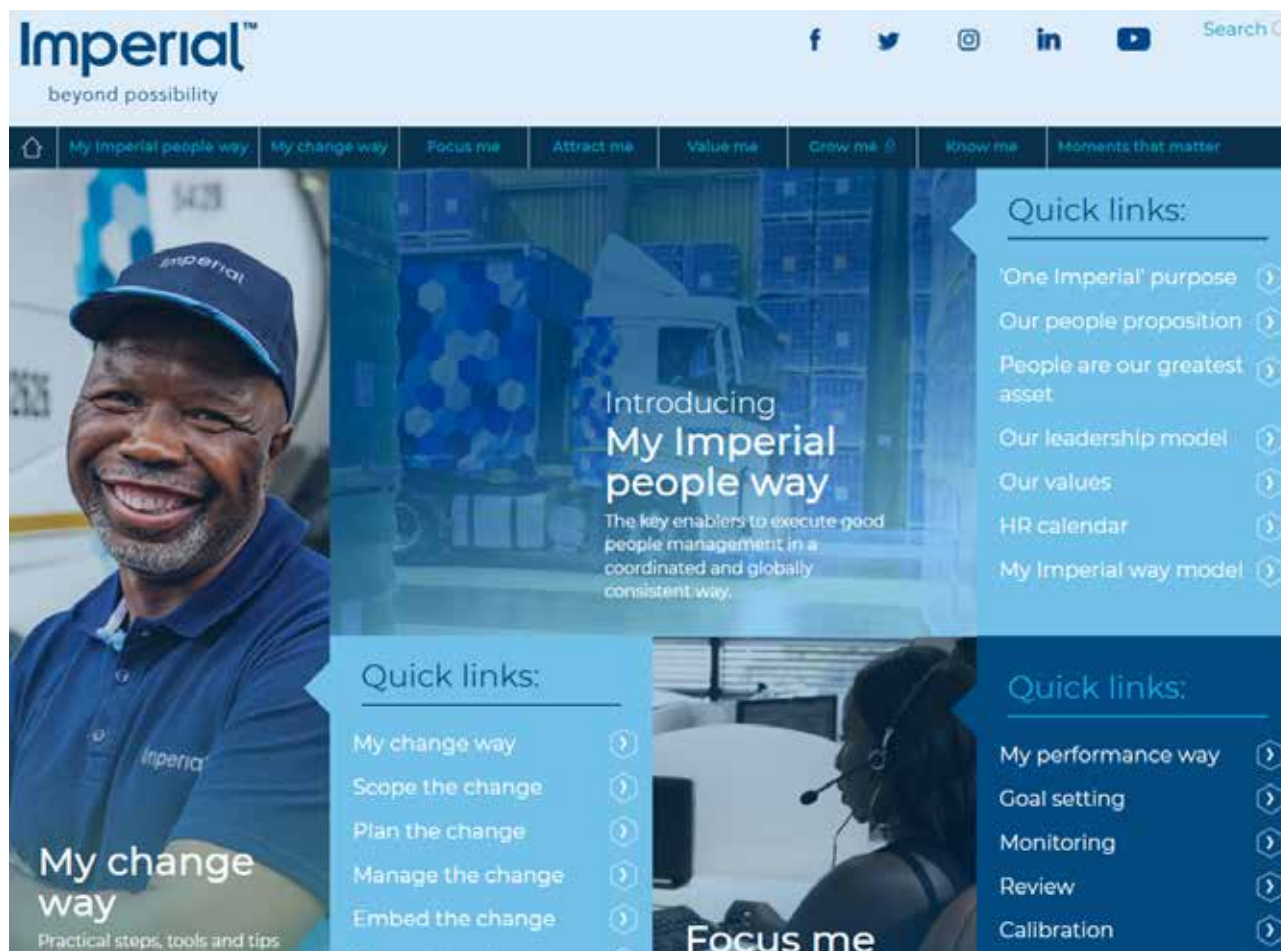 Imperial™
beyond possibility
Search
My Imperial people way
My change way
Focus me
Attract me
Value me
Grow me
Know me
Moments that matter
5428
2626
Imperial
Imperial
My change
way
Practical steps, tools and tips
Introducing
My Imperial
people way
The key enablers to execute good
people management in a
coordinated and globally
consistent way.
Quick links:
'One Imperial' purpose
Our people proposition
People are our greatest
asset
Our leadership model
Our values
HR calendar
My Imperial way model
Quick links:
My change way
Scope the change
Plan the change
Manage the change
Embed the change
Focus me
Quick links:
My performance way
Goal setting
Monitoring
Review
Calibration